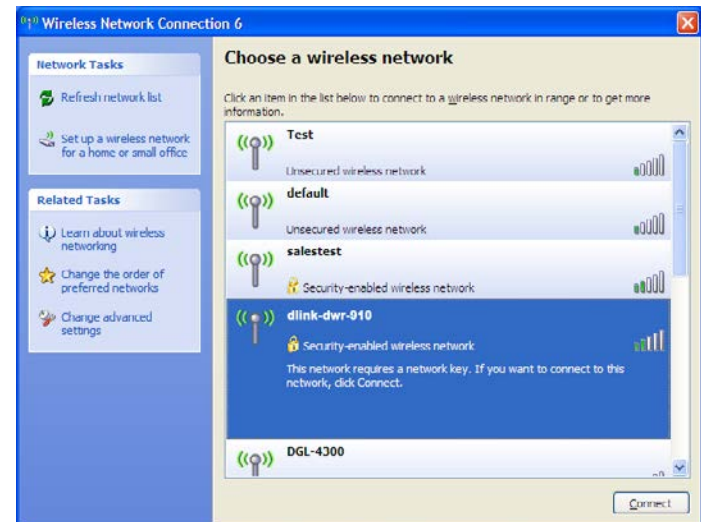 Wireless Network Connection 6
Network Tasks
Refresh network list
Set up a wireless network
for a home or small office
Related Tasks
Learn about wireless
networking
Change the order of
preferred networks
Change advanced
settings
Choose a wireless network
Click an item in the list below to connect to a wireless network in range or to get more
information.
Test
Unsecured wireless network
default
Unsecured wireless network
salestest
Security-enabled wireless network
dlink-dwr-910
Security-enabled wireless network
This network requires a network key. If you want to connect to this
network, click Connect.
DGL-4300
Connect